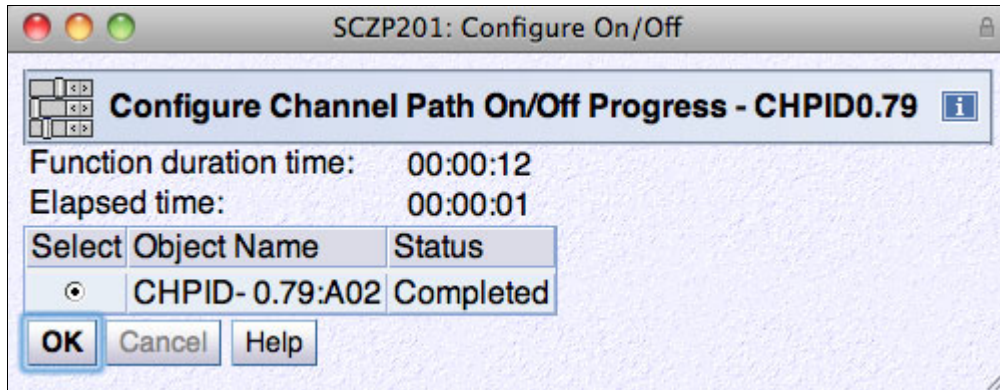 SCZP201: Configure On/Off
Configure Channel Path On/Off Progress - CHPID0.79
Function duration time: 00:00:12
Elapsed time: 00:00:01
Select Object Name Status
CHPID- 0.79:A02 Completed
OK Cancel Help